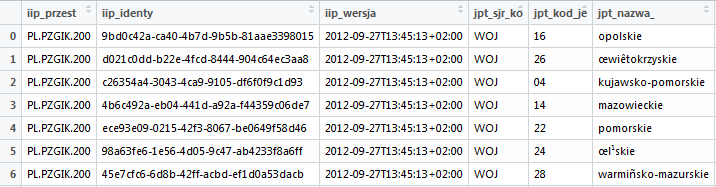 iip_przest iip_identy iip_wersja jpt_sjr_ko jpt_kod_je jpt_nazwa_
0 PL.PZGIK.200 9bd0c42a-ca40-4b7d-9b5b-81aae3398015 2012-09-27T13:45:13+02:00 WOJ 16 opolskie
1 PL.PZGIK.200 d021c0dd-b22e-4fcd-8444-904c64ec3aa8 2012-09-27T13:45:13+02:00 WOJ 26 œwiêtokrzyskie
2 PL.PZGIK.200 c26354a4-3043-4ca9-9105-df6f0f9c1d93 2012-09-27T13:45:13+02:00 WOJ 04 kujawsko-pomorskie
3 PL.PZGIK.200 4b6c492a-eb04-441d-a92a-f44359c06de7 2012-09-27T13:45:13+02:00 WOJ 14 mazowieckie
4 PL.PZGIK.200 ece93e09-0215-42f3-8067-be0649f58d46 2012-09-27T13:45:13+02:00 WOJ 22 pomorskie
5 PL.PZGIK.200 98a63fe6-1e56-4d05-9c47-ab4233f8a6ff 2012-09-27T13:45:13+02:00 WOJ 24 œl¹skie
6 PL.PZGIK.200 45e7cfc6-6d8b-42ff-acbd-ef1d0a53dacb 2012-09-27T13:45:13+02:00 WOJ 28 warmiñsko-mazurskie